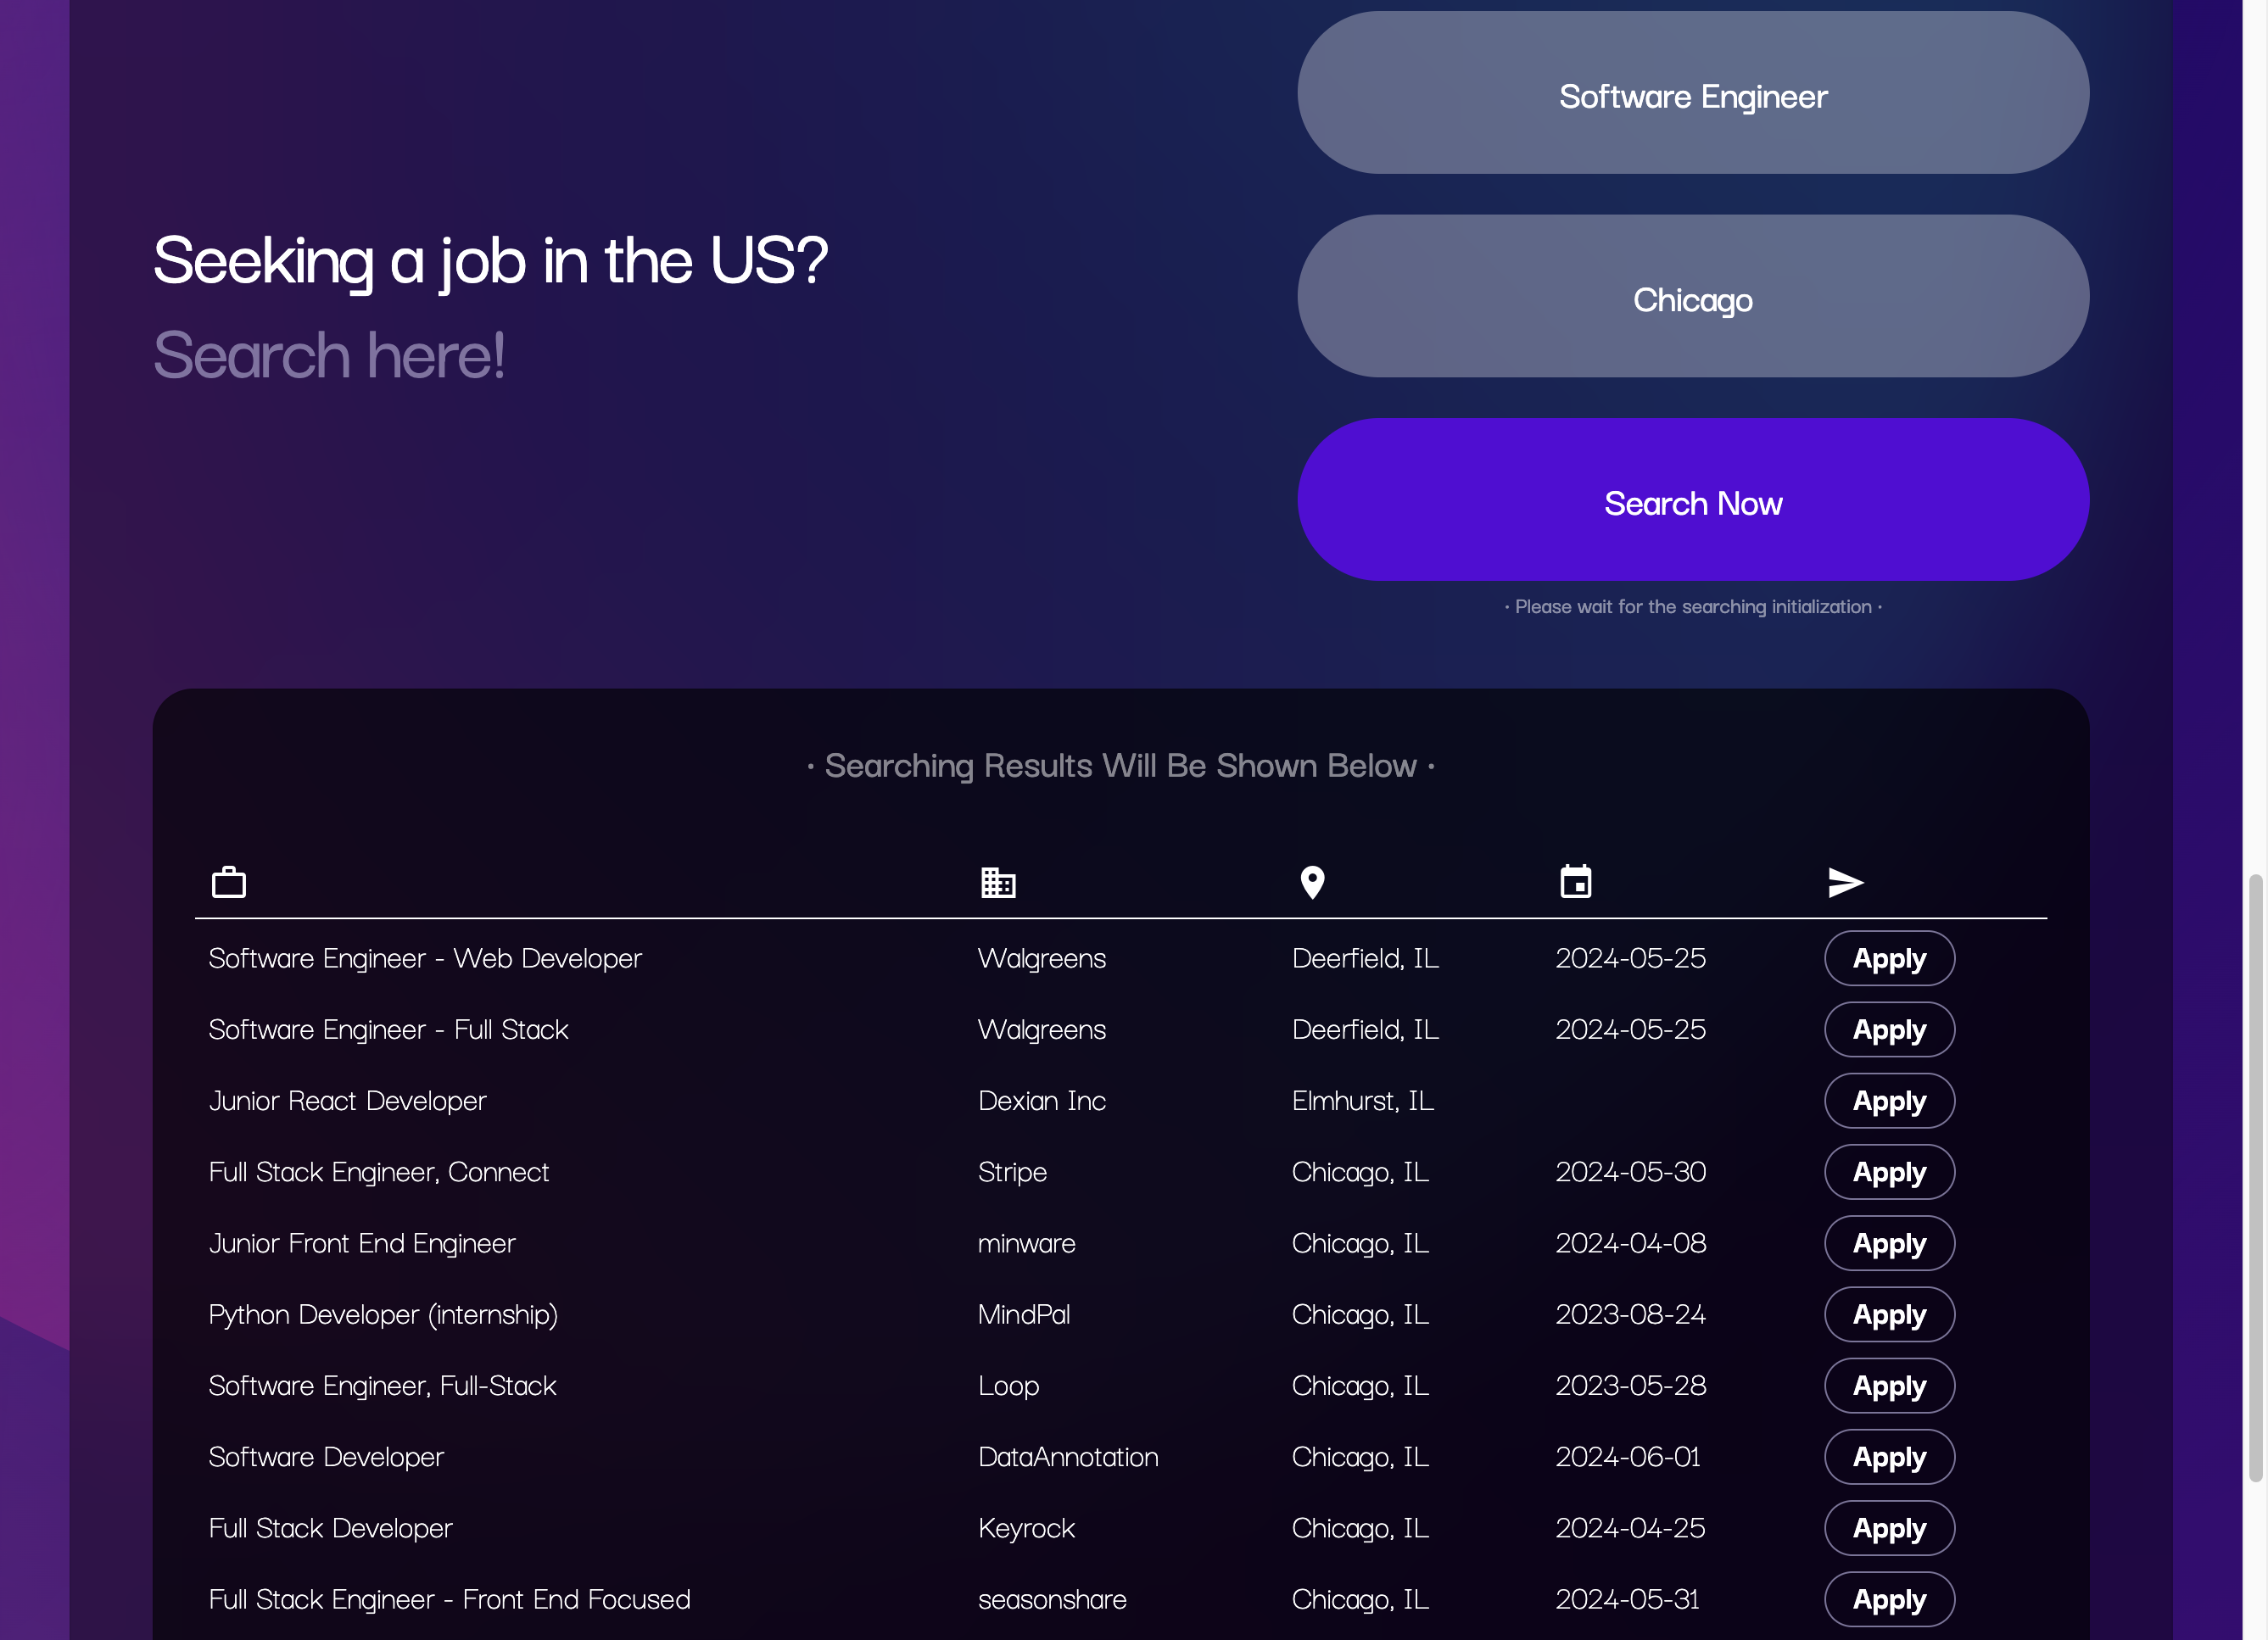 Software Engineer
Chicago
Seeking a job in the US?
Search here!
Search Now
· Please wait for the searching initialization ·
· Searching Results Will Be Shown Below ·
Software Engineer - Web Developer Walgreens Deerfield, IL 2024-05-25 Apply
Software Engineer - Full Stack Walgreens Deerfield, IL 2024-05-25 Apply
Junior React Developer Dexian Inc Elmhurst, IL Apply
Full Stack Engineer, Connect Stripe Chicago, IL 2024-05-30 Apply
Junior Front End Engineer minware Chicago, IL 2024-04-08 Apply
Python Developer (internship) MindPal Chicago, IL 2023-08-24 Apply
Software Engineer, Full-Stack Loop Chicago, IL 2023-05-28 Apply
Software Developer DataAnnotation Chicago, IL 2024-06-01 Apply
Full Stack Developer Keyrock Chicago, IL 2024-04-25 Apply
Full Stack Engineer - Front End Focused seasonshare Chicago, IL 2024-05-31 Apply